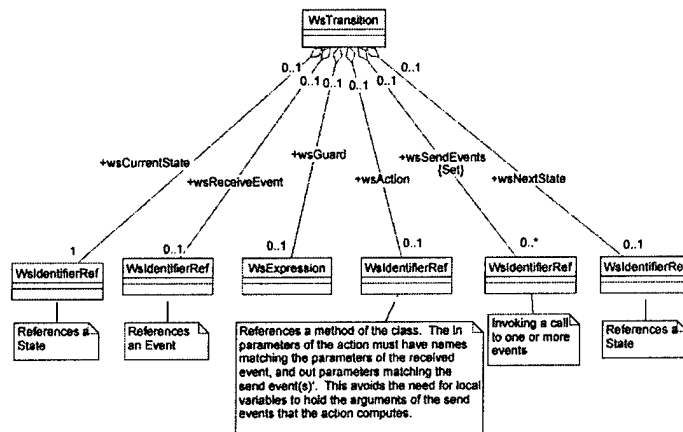 WsTransition
0..1
0..1
0..1
0..1
0..1
0..1
+wsCurrentState
+wsReceiveEvent
+wsGuard
+wsAction
+wsSendEvents
{Set}
+wsNextState
1
0..1
0..1
0..1
0..*
0..1
WsIdentifierRef
WsIdentifierRef
WsExpression
WsIdentifierRef
WsIdentifierRef
WsIdentifierRef
References a
State
References
an Event
References a method of the class. The In
parameters of the action must have names
matching the parameters of the received
event, and out parameters matching the
send event(s)'. This avoids the need for local
variables to hold the arguments of the send
events that the action computes.
Invoking a call
to one or more
events
References a
State